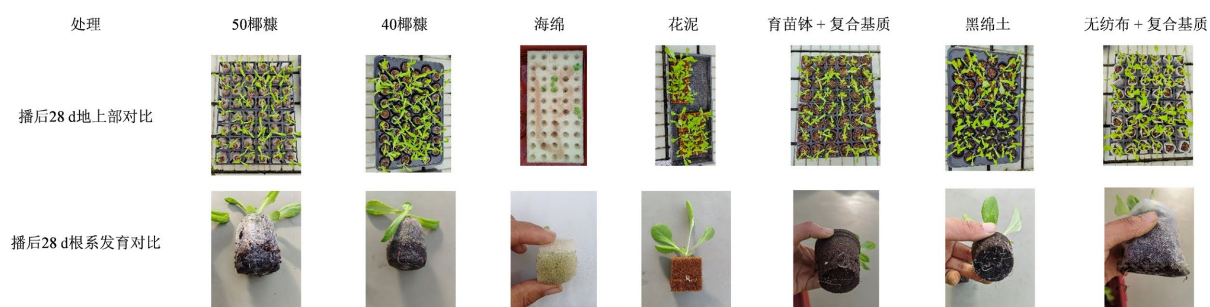 处理 50椰糠 40椰糠 海绵 花泥 育苗钵 + 复合基质 黑绵土 无纺布 + 复合基质
播后28 d地上部对比
播后28 d根系发育对比